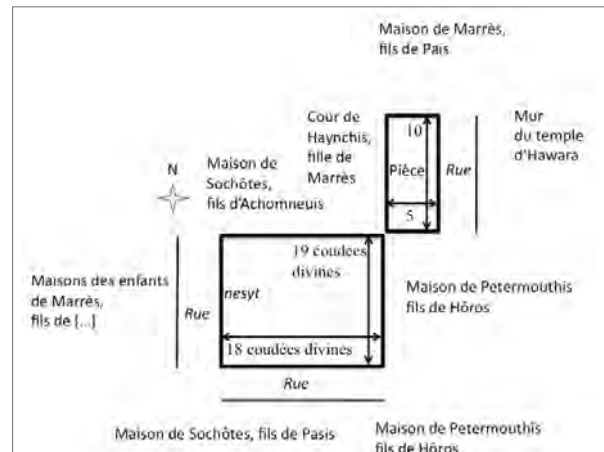 Maison de Marrès,
fils de Pais
Cour de
Haynchis,
fille de
Marrès
10
Pièce
5
Rue
Mur
du temple
d'Hawara
N
Maison de
Sochôtes,
fils d'Achomneuis
19 coudées
divines
nesyt
18 coudées divines
Maisons des enfants
de Marrès,
fils de [...]
Rue
Maison de Petermouthis
fils de Hôros
Rue
Maison de Sochôtes, fils de Pasis
Maison de Petermouthis
fils de Hôros